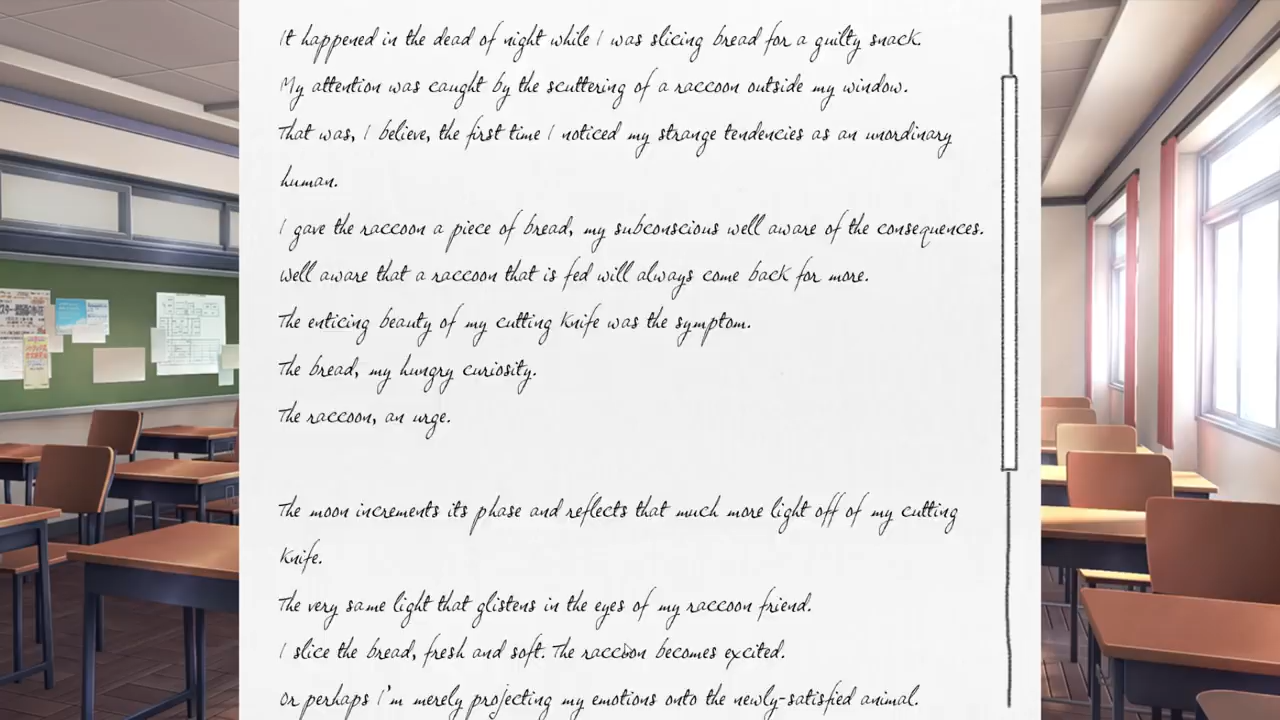 It happened in the dead of night while I was slicing bread for a guilty snack.
My attention was caught by the scuttering of a raccoon outside my window.
That was, I believe, the first time I noticed my strange tendencies as an unordinary
human.
I gave the raccoon a piece of bread, my subconscious well aware of the consequences.
Well aware that a raccoon that is fed will always come back for more.
The enticing beauty of my cutting knife was the symptom.
The bread, my hungry curiosity.
The raccoon, an urge.
The moon increments its phase and reflects that much more light off of my cutting
knife.
The very same light that glistens in the eyes of my raccoon friend.
I slice the bread, fresh and soft. The raccoon becomes excited.
Or perhaps I'm merely projecting my emotions onto the newly-satisfied animal.